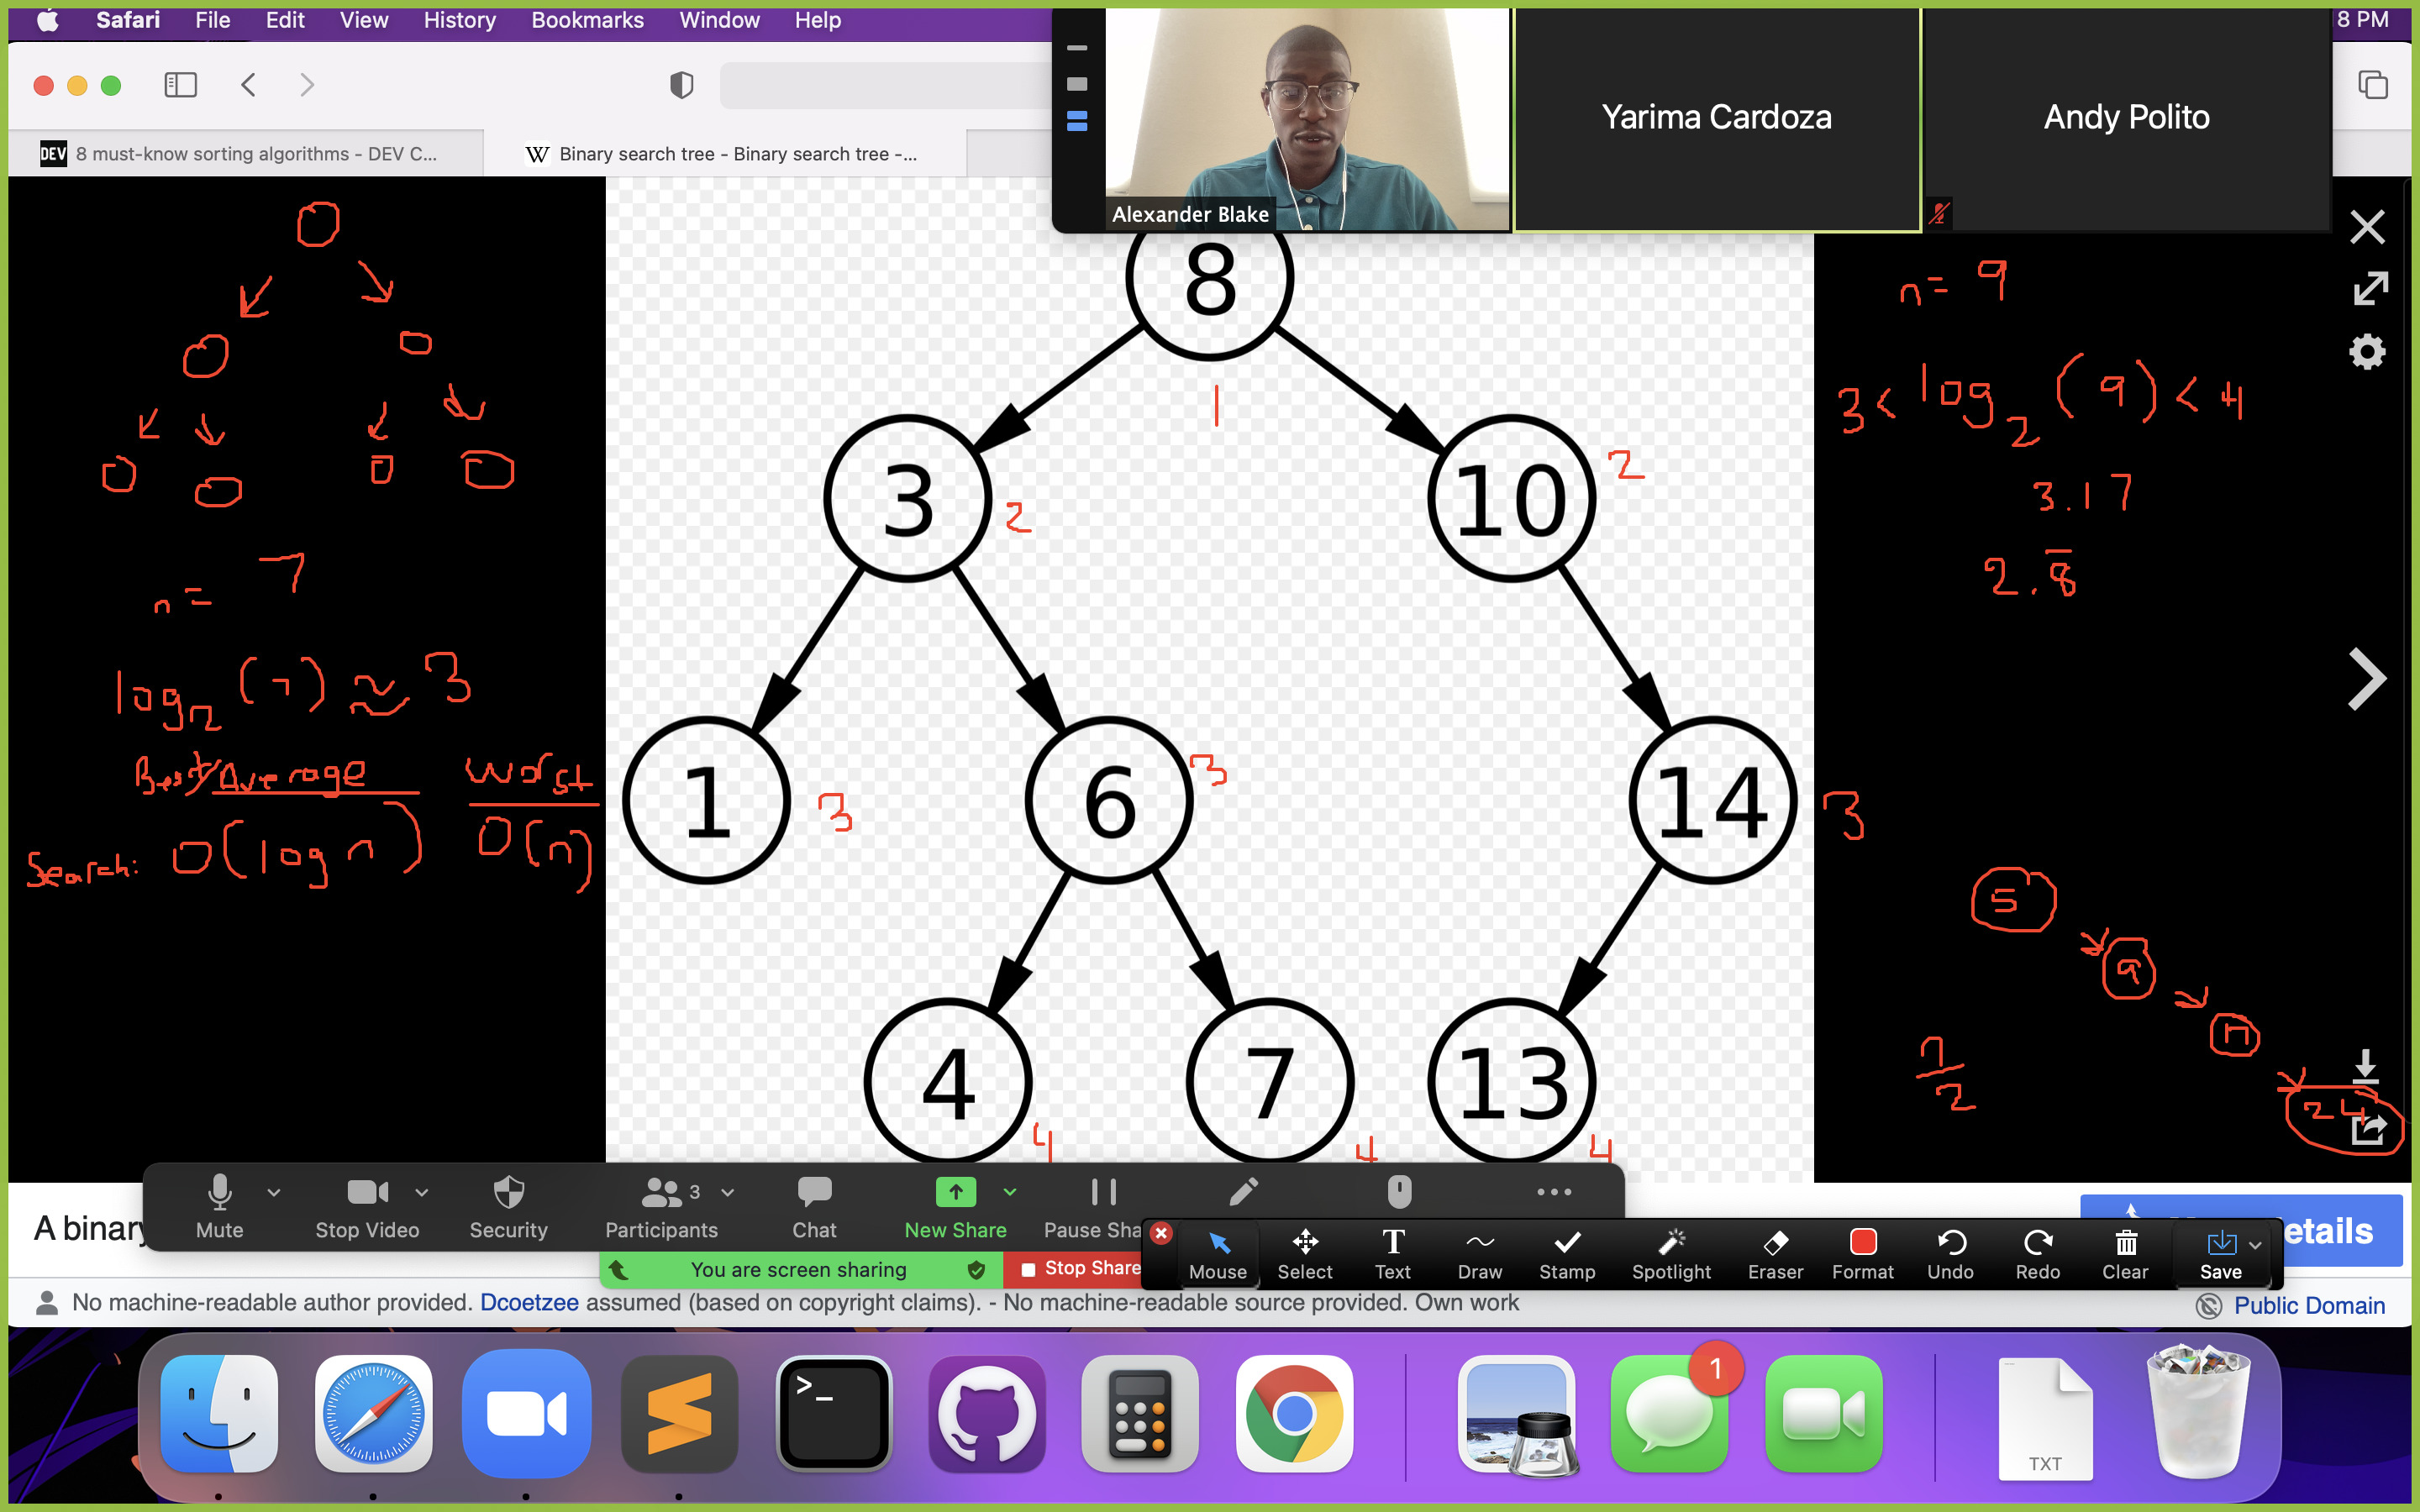 Safari File Edit View History Bookmarks Window Help
8 PM
DEV 8 must-know sorting algorithms - DEV C...
W Binary search tree - Binary search tree -...
Alexander Blake
Yarima Cardoza
Andy Polito
8
1
3
2
10
2
1
3
6
3
14
3
4
4
7
4
13
4
n = 7
log2 (7) ≈ 3
Best/Average Worst
Search: O(log n) O(n)
n = 9
3 < log2 (9) < 4
3.17
2.8̅
5
9
24
2
A binary
etails
Mute
Stop Video
Security
Participants 3
Chat
New Share
Pause Sha
You are screen sharing
Stop Share
Mouse
Select
Text
Draw
Stamp
Spotlight
Eraser
Format
Undo
Redo
Clear
Save
No machine-readable author provided. Dcoetzee assumed (based on copyright claims). - No machine-readable source provided. Own work
Public Domain
>_
1
TXT